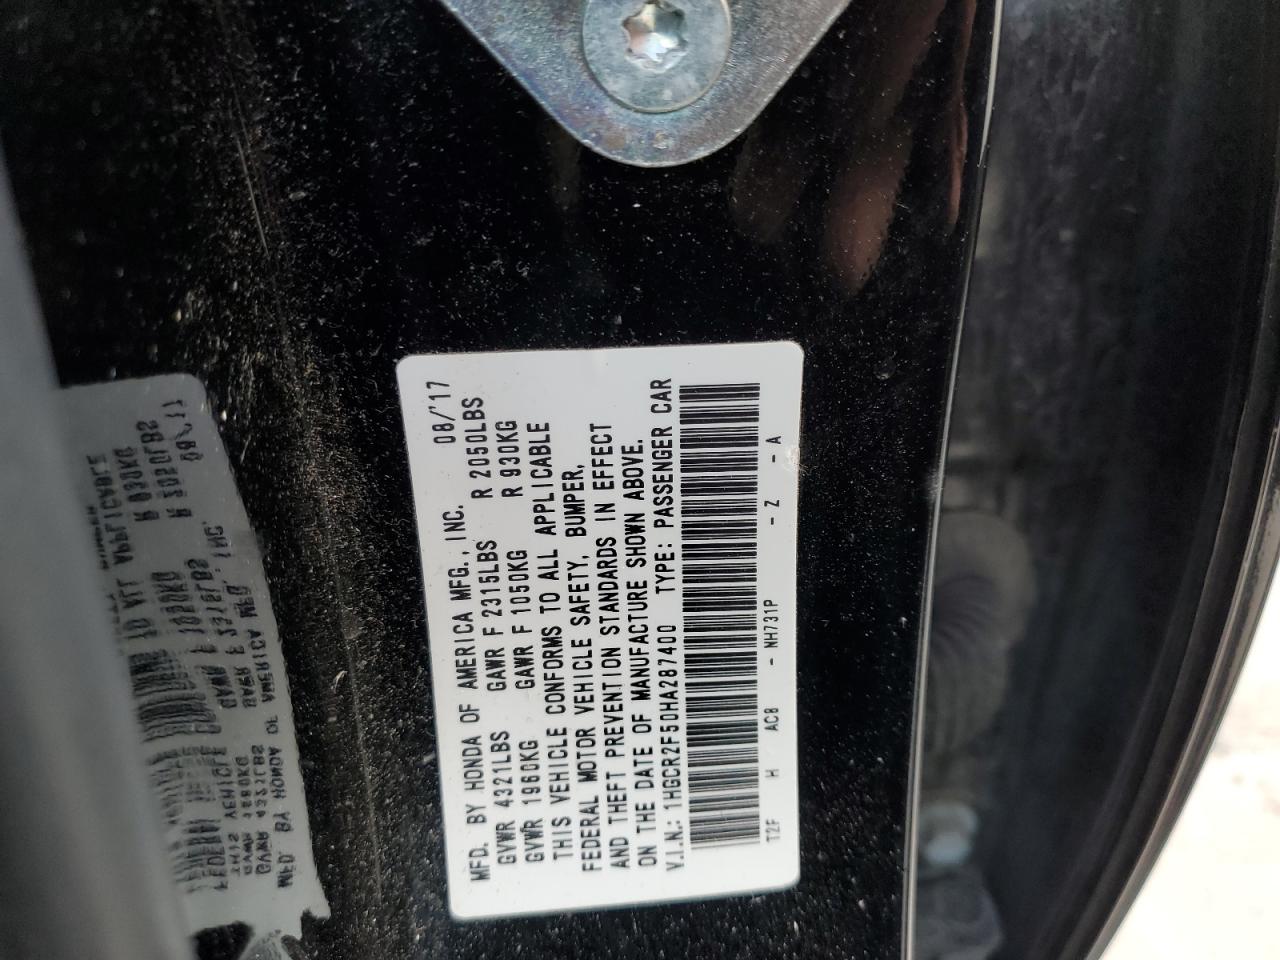 MFD. BY HONDA OF AMERICA MFG., INC. 08/'17
GVWR 4321LBS GAWR F 2315LBS R 2050LBS
GVWR 1960KG GAWR F 1050KG R 930KG
THIS VEHICLE CONFORMS TO ALL APPLICABLE
FEDERAL MOTOR VEHICLE SAFETY, BUMPER,
AND THEFT PREVENTION STANDARDS IN EFFECT
ON THE DATE OF MANUFACTURE SHOWN ABOVE.
V.I.N.: 1HGCR2F50HA287400 TYPE: PASSENGER CAR
T2F H AC8 - NH731P - Z - A